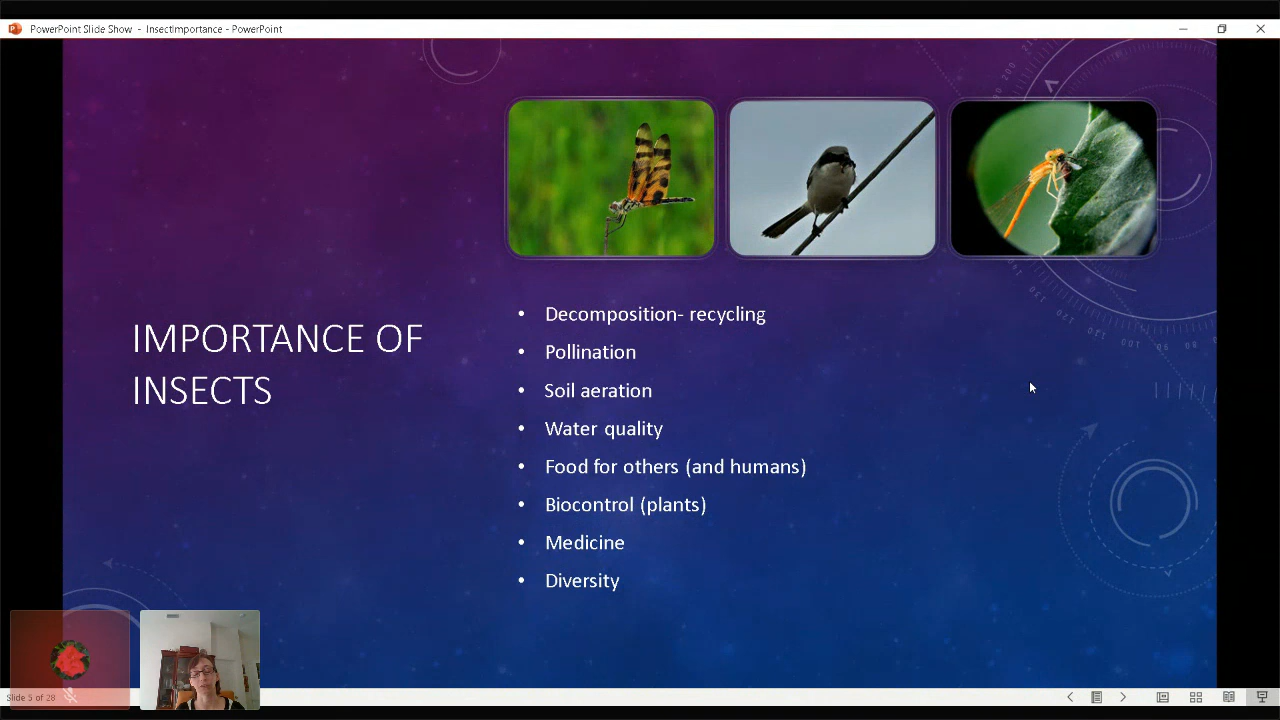 PowerPoint Slide Show - InsectImportance - PowerPoint
IMPORTANCE OF
INSECTS
• Decomposition- recycling
• Pollination
• Soil aeration
• Water quality
• Food for others (and humans)
• Biocontrol (plants)
• Medicine
• Diversity
Slide 5 of 28